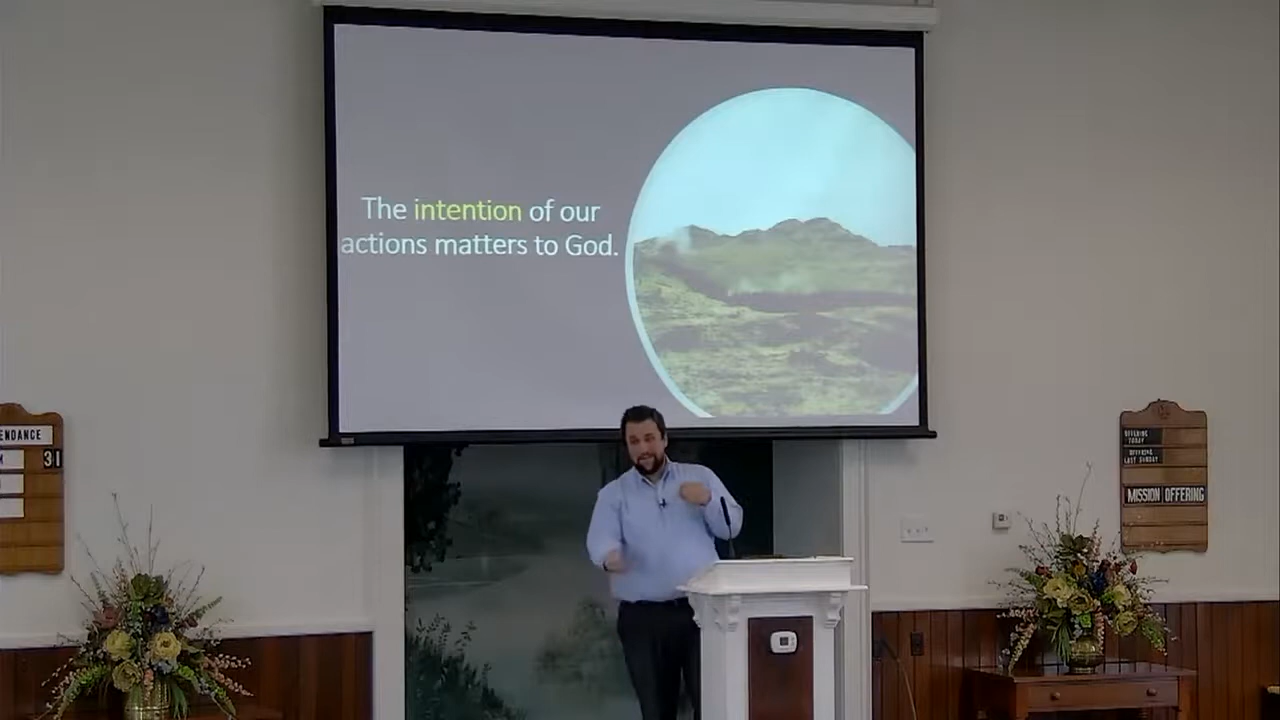 The intention of our
actions matters to God.
ENDANCE
31
OFFERING
TODAY
OFFERING
LAST SUNDAY
MISSION OFFERING